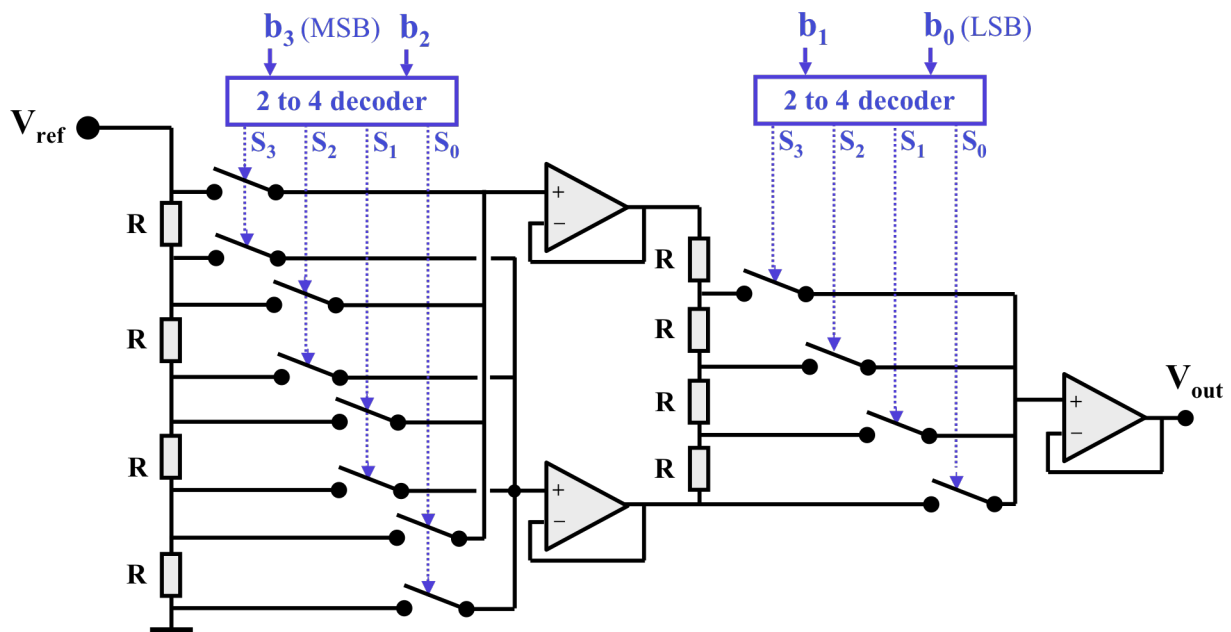 b3 (MSB) b2
b1 b0 (LSB)
2 to 4 decoder
2 to 4 decoder
Vref
S3 S2 S1 S0
S3 S2 S1 S0
+
−
R
R
R
R
+
−
R
R
R
R
+
−
Vout